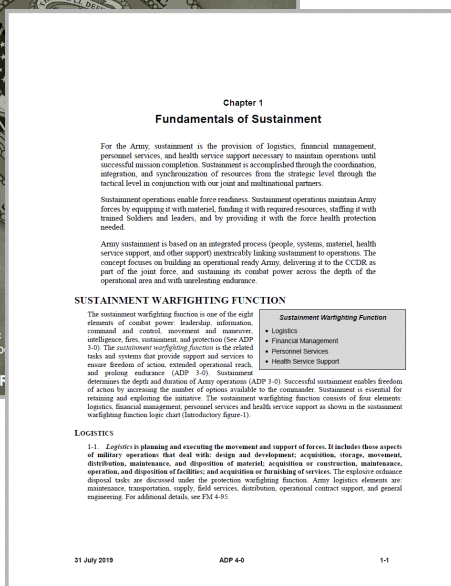 Chapter 1
Fundamentals of Sustainment
For the Army, sustainment is the provision of logistics, financial management,
personnel services, and health service support necessary to maintain operations until
successful mission completion. Sustainment is accomplished through the coordination,
integration, and synchronization of resources from the strategic level through the
tactical level in conjunction with our joint and multinational partners.
Sustainment operations enable force readiness. Sustainment operations maintain Army
forces by equipping it with materiel, funding it with required resources, staffing it with
trained Soldiers and leaders, and by providing it with the force health protection
needed.
Army sustainment is based on an integrated process (people, systems, materiel, health
service support, and other support) inextricably linking sustainment to operations. The
concept focuses on building an operational ready Army, delivering it to the CCDR as
part of the joint force, and sustaining its combat power across the depth of the
operational area and with unrelenting endurance.
SUSTAINMENT WARFIGHTING FUNCTION
The sustainment warfighting function is one of the eight
elements of combat power: leadership, information,
command and control, movement and maneuver,
intelligence, fires, sustainment, and protection (See ADP
3-0). The sustainment warfighting function is the related
tasks and systems that provide support and services to
ensure freedom of action, extended operational reach,
and prolong endurance (ADP 3-0). Sustainment
Sustainment Warfighting Function
• Logistics
• Financial Management
• Personnel Services
• Health Service Support
determines the depth and duration of Army operations (ADP 3-0). Successful sustainment enables freedom
of action by increasing the number of options available to the commander. Sustainment is essential for
retaining and exploiting the initiative. The sustainment warfighting function consists of four elements:
logistics, financial management, personnel services and health service support as shown in the sustainment
warfighting function logic chart (Introductory figure-1).
LOGISTICS
1-1. Logistics is planning and executing the movement and support of forces. It includes those aspects
of military operations that deal with: design and development; acquisition, storage, movement,
distribution, maintenance, and disposition of materiel; acquisition or construction, maintenance,
operation, and disposition of facilities; and acquisition or furnishing of services. The explosive ordnance
disposal tasks are discussed under the protection warfighting function. Army logistics elements are:
maintenance, transportation, supply, field services, distribution, operational contract support, and general
engineering. For additional details, see FM 4-95.
31 July 2019 ADP 4-0 1-1